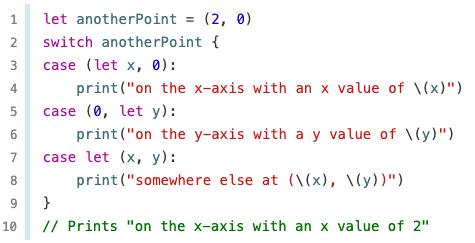 1 let anotherPoint = (2, 0)
2 switch anotherPoint {
3 case (let x, 0):
4     print("on the x-axis with an x value of \(x)")
5 case (0, let y):
6     print("on the y-axis with a y value of \(y)")
7 case let (x, y):
8     print("somewhere else at (\(x), \(y))")
9 }
10 // Prints "on the x-axis with an x value of 2"